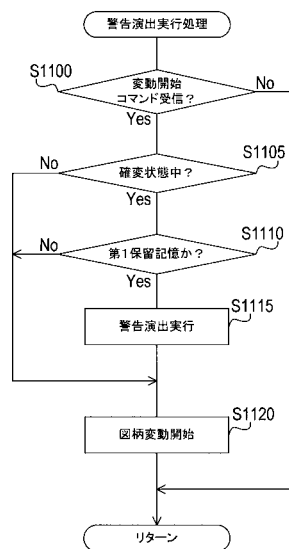 警告演出実行処理
S1100
変動開始
コマンド受信？
No
Yes
S1105
No
確変状態中？
Yes
S1110
No
第1保留記憶か？
Yes
S1115
警告演出実行
S1120
図柄変動開始
リターン